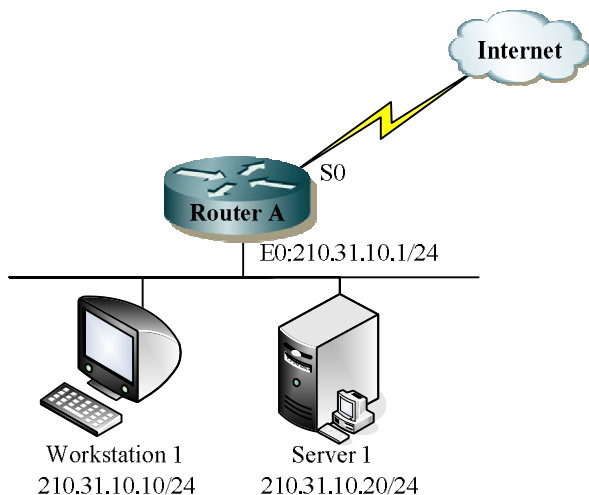 Internet
S0
Router A
E0:210.31.10.1/24
Workstation 1
210.31.10.10/24
Server 1
210.31.10.20/24